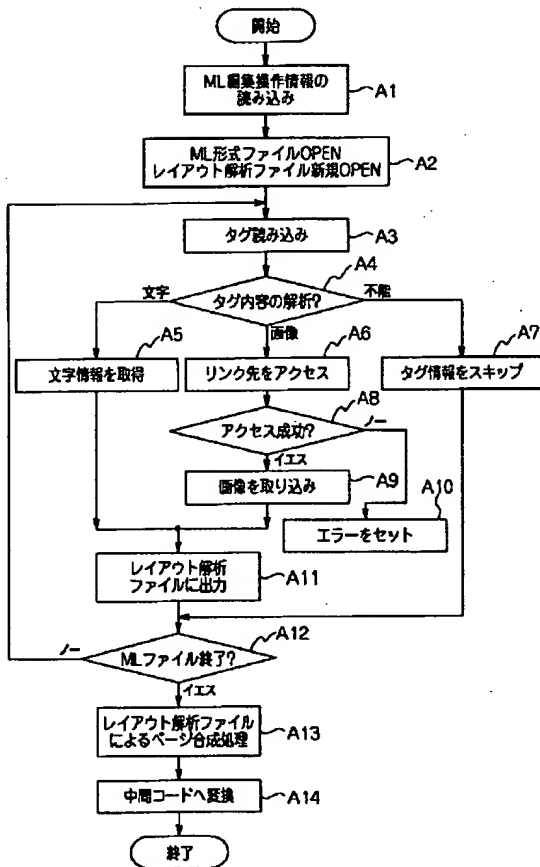 開始
ML編集操作情報の
読み込み
A1
ML形式ファイルOPEN
レイアウト解析ファイル新規OPEN
A2
タグ読み込み
A3
A4
文字
タグ内容の解析?
不能
画像
A5
A6
A7
文字情報を取得
リンク先をアクセス
タグ情報をスキップ
A8
アクセス成功?
ノー
イエス
画像を取り込み
A9
A10
エラーをセット
レイアウト解析
ファイルに出力
A11
A12
ノー
MLファイル終了?
イエス
レイアウト解析ファイル
によるページ合成処理
A13
中間コードへ変換
A14
終了